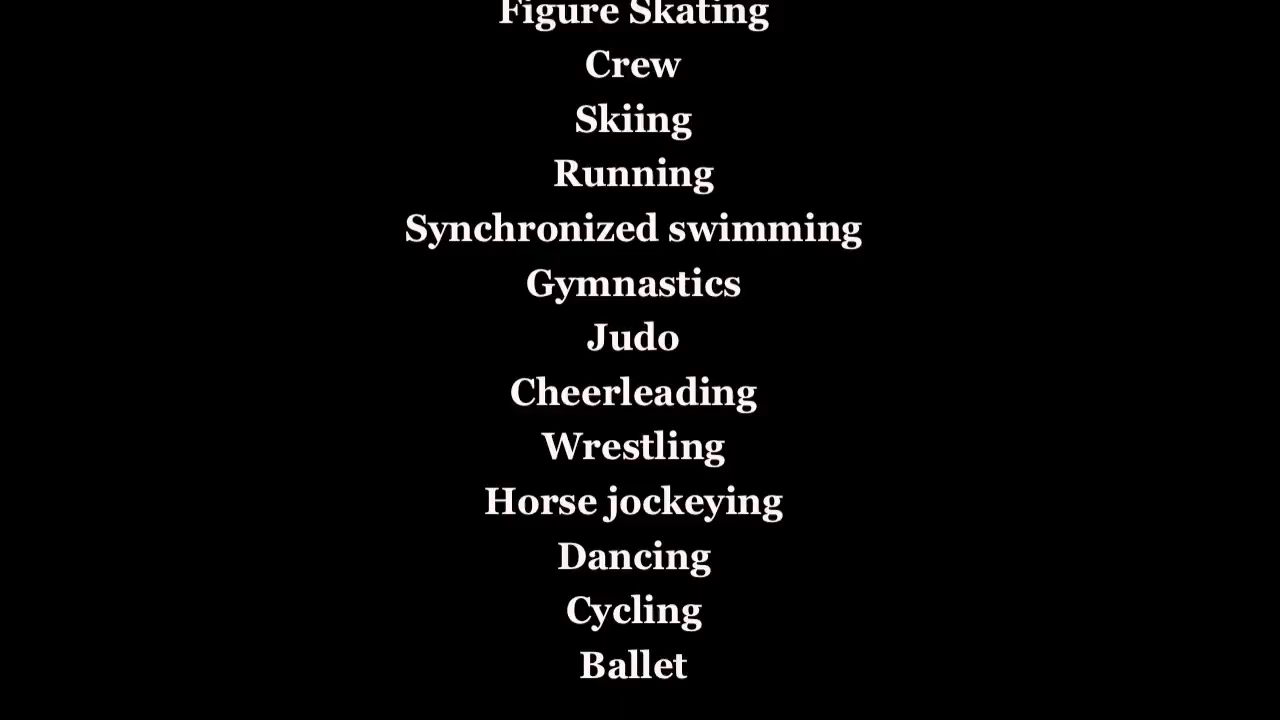 Figure Skating
Crew
Skiing
Running
Synchronized swimming
Gymnastics
Judo
Cheerleading
Wrestling
Horse jockeying
Dancing
Cycling
Ballet